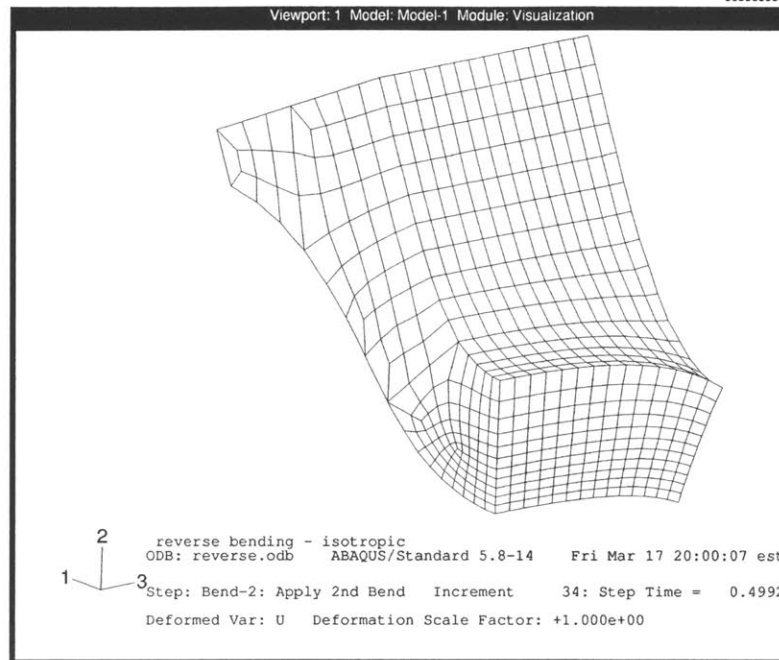 Viewport: 1 Model: Model-1 Module: Visualization
2
1
3
reverse bending - isotropic
ODB: reverse.odb ABAQUS/Standard 5.8-14 Fri Mar 17 20:00:07 est
Step: Bend-2: Apply 2nd Bend Increment 34: Step Time = 0.4992
Deformed Var: U Deformation Scale Factor: +1.000e+00